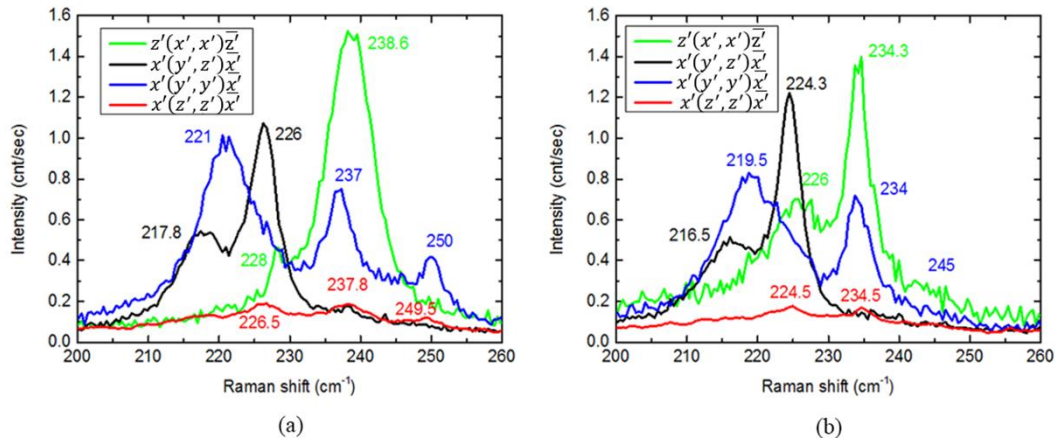 1.6
1.4
1.2
1.0
0.8
0.6
0.4
0.2
0.0
Intensity (cnt/sec)
z′(x′, x′)z̅′
x′(y′, z′)x̅′
x′(y′, y′)x̅′
x′(z′, z′)x̅′
238.6
221
226
237
217.8
228
250
237.8
226.5
249.5
200 210 220 230 240 250 260
Raman shift (cm⁻¹)
(a)
1.6
1.4
1.2
1.0
0.8
0.6
0.4
0.2
0.0
Intensity (cnt/sec)
z′(x′, x′)z̅′
x′(y′, z′)x̅′
x′(y′, y′)x̅′
x′(z′, z′)x̅′
234.3
224.3
219.5
226
234
216.5
245
224.5
234.5
200 210 220 230 240 250 260
Raman shift (cm⁻¹)
(b)